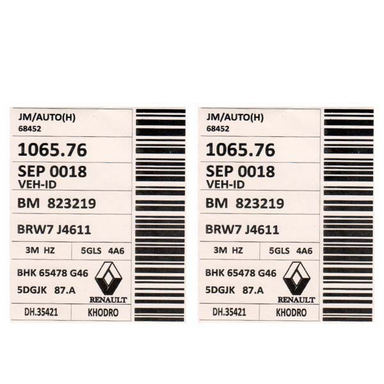 JM/AUTO(H)
68452
1065.76
SEP 0018
VEH-ID
BM 823219
BRW7 J4611
3M HZ 5GLS 4A6
BHK 65478 G46
5DGJK 87.A
RENAULT
DH.35421 KHODRO
JM/AUTO(H)
68452
1065.76
SEP 0018
VEH-ID
BM 823219
BRW7 J4611
3M HZ 5GLS 4A6
BHK 65478 G46
5DGJK 87.A
RENAULT
DH.35421 KHODRO